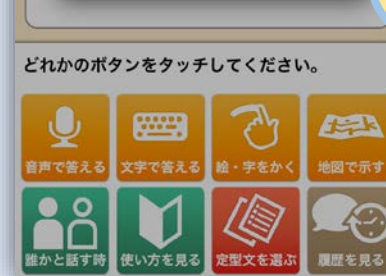 どれかのボタンをタッチしてください。
音声で答える 文字で答える 絵・字をかく 地図で示す
誰かと話す時 使い方を見る 定型文を選ぶ 履歴を見る